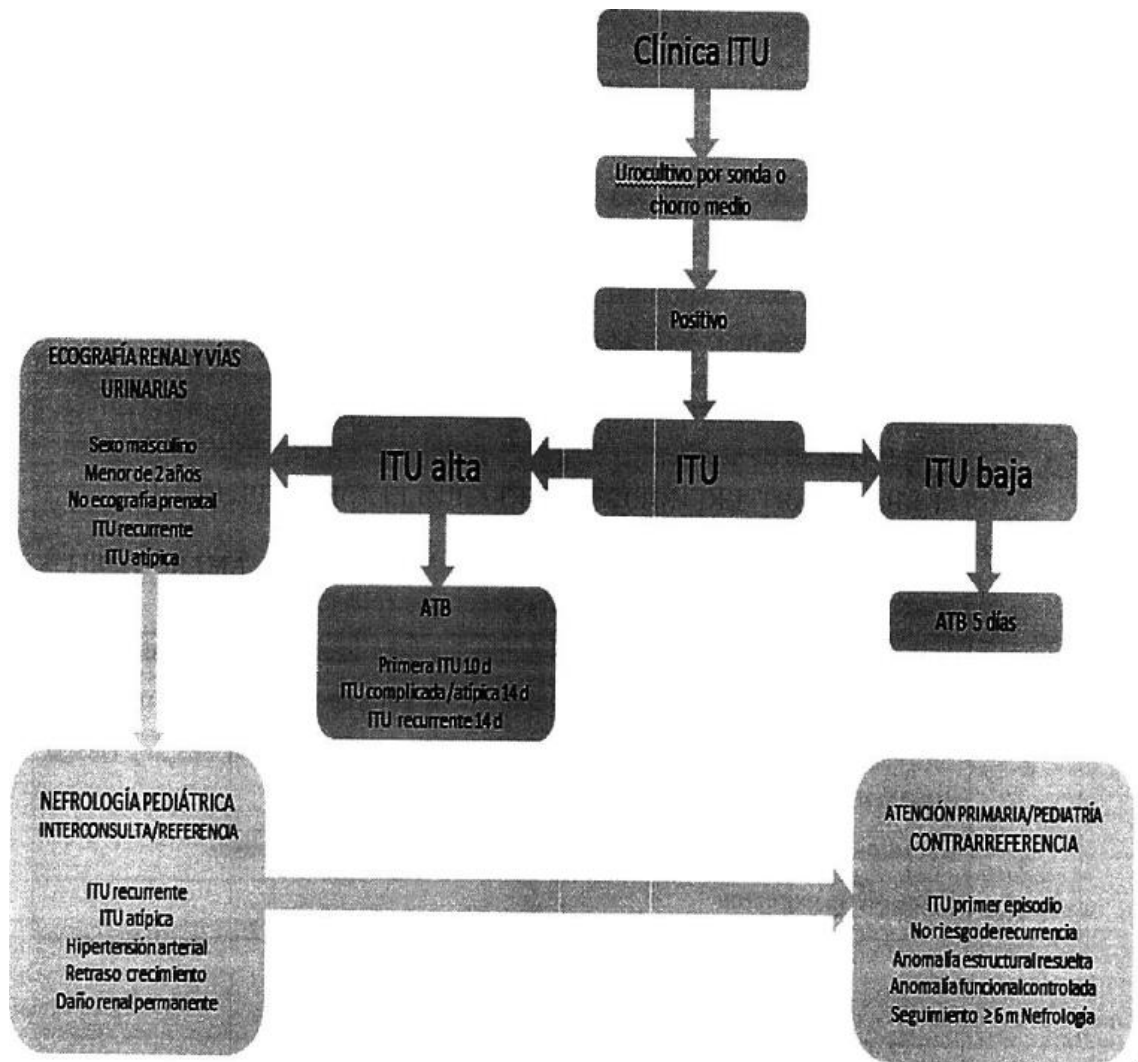 Clínica ITU
Urocultivo por sonda o
chorro medio
Positivo
ECOGRAFÍA RENAL Y VÍAS
URINARIAS
Sexo masculino
Menor de 2 años
No ecografía prenatal
ITU recurrente
ITU atípica
ITU alta
ITU
ITU baja
ATB
Primera ITU 10 d
ITU complicada/atípica 14 d
ITU recurrente 14 d
ATB 5 días
NEFROLOGÍA PEDIÁTRICA
INTERCONSULTA/REFERENCIA
ITU recurrente
ITU atípica
Hipertensión arterial
Retraso crecimiento
Daño renal permanente
ATENCIÓN PRIMARIA/PEDIATRÍA
CONTRARREFERENCIA
ITU primer episodio
No riesgo de recurrencia
Anomalía estructural resuelta
Anomalía funcional controlada
Seguimiento ≥ 6 m Nefrología